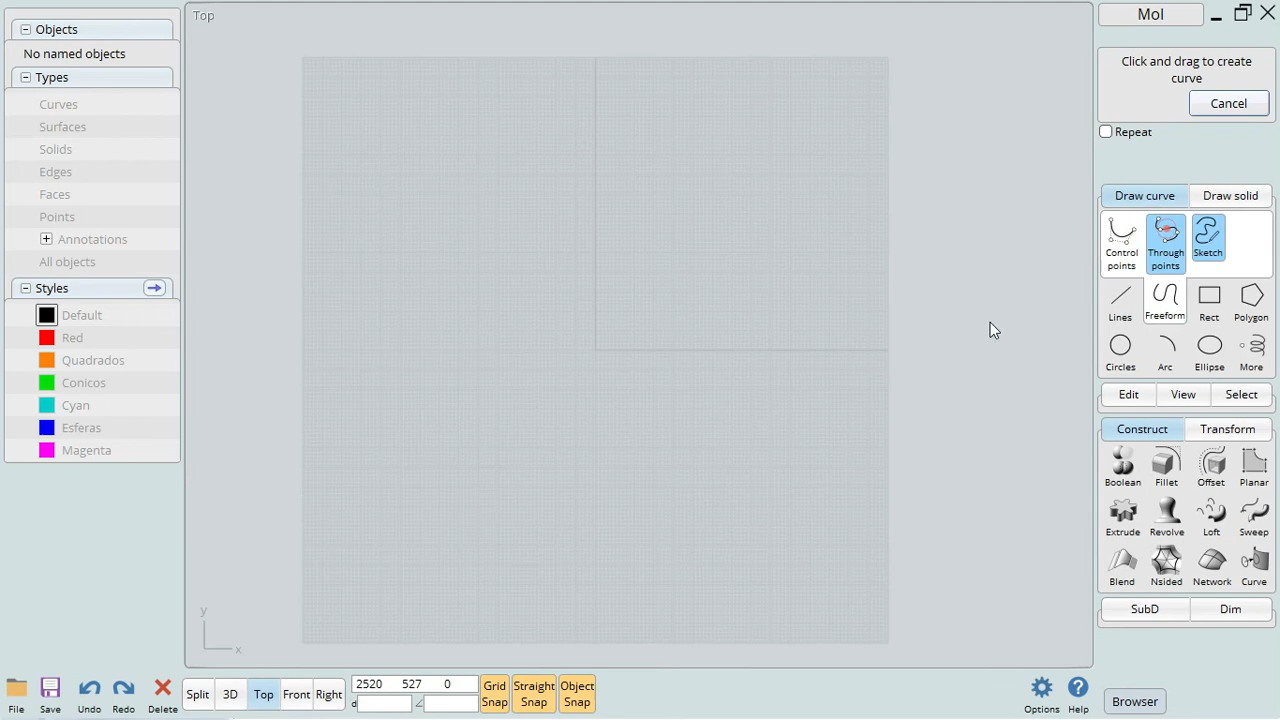 Objects
No named objects
Types
Curves
Surfaces
Solids
Edges
Faces
Points
Annotations
All objects
Styles
Default
Red
Quadrados
Conicos
Cyan
Esferas
Magenta
Top
y
x
MoI
Click and drag to create
curve
Cancel
Repeat
Draw curve Draw solid
Control points
Through points
Sketch
Lines Freeform Rect Polygon
Circles Arc Ellipse More
Edit View Select
Construct Transform
Boolean Fillet Offset Planar
Extrude Revolve Loft Sweep
Blend Nsided Network Curve
SubD Dim
File Save Undo Redo Delete
Split 3D Top Front Right
2520 527 0
d
Grid Snap
Straight Snap
Object Snap
Options Help
Browser